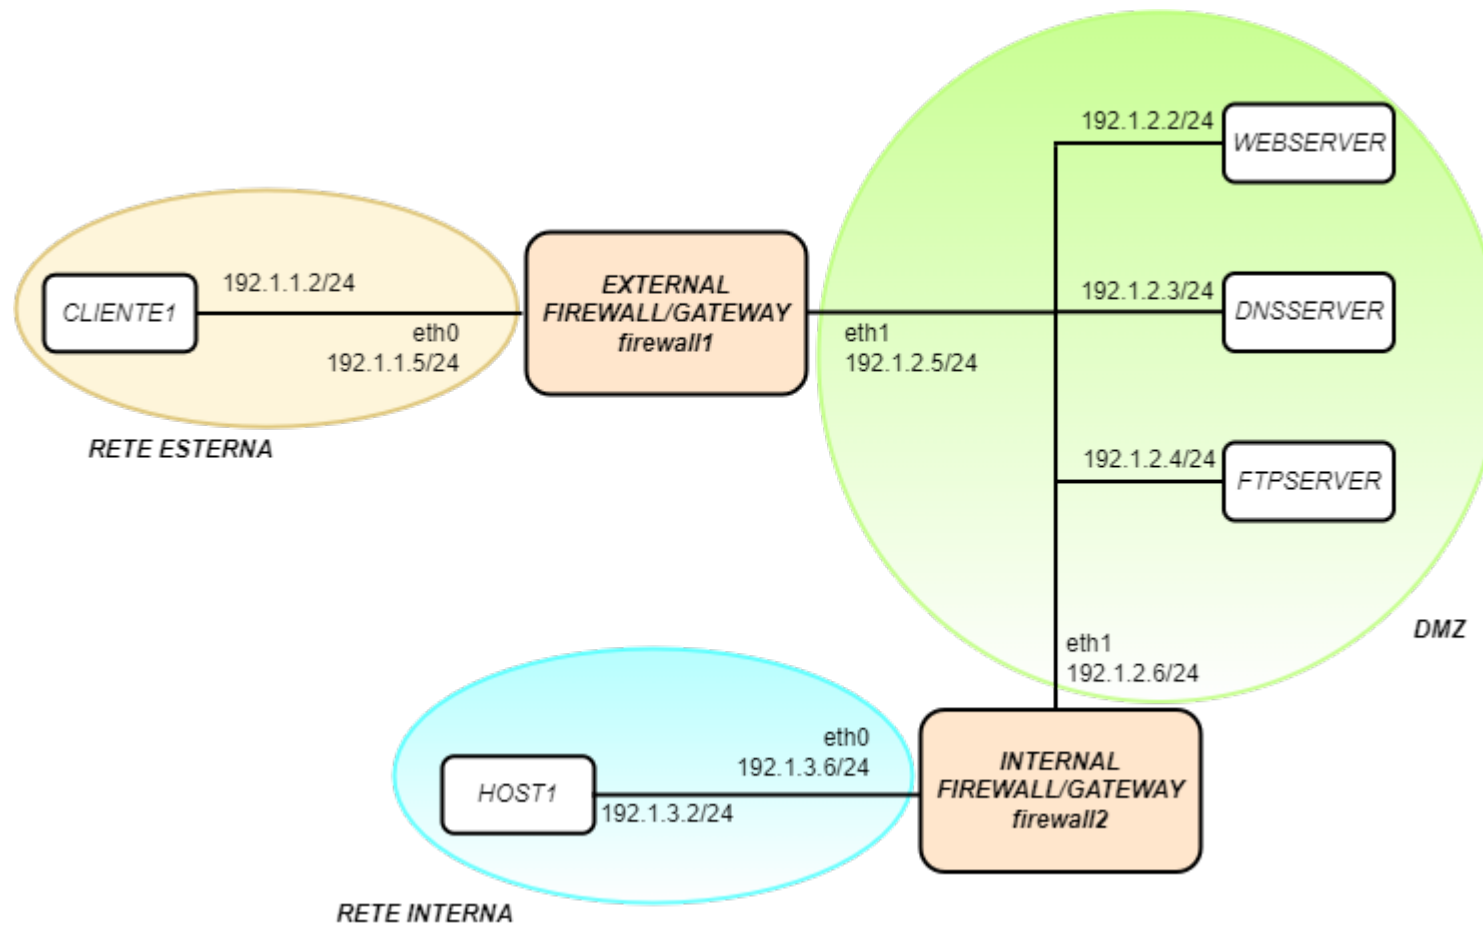 192.1.2.2/24
WEBSERVER
192.1.1.2/24
CLIENTE1
eth0
192.1.1.5/24
RETE ESTERNA
EXTERNAL
FIREWALL/GATEWAY
firewall1
eth1
192.1.2.5/24
192.1.2.3/24
DNSSERVER
192.1.2.4/24
FTPSERVER
DMZ
eth1
192.1.2.6/24
eth0
192.1.3.6/24
HOST1
192.1.3.2/24
INTERNAL
FIREWALL/GATEWAY
firewall2
RETE INTERNA